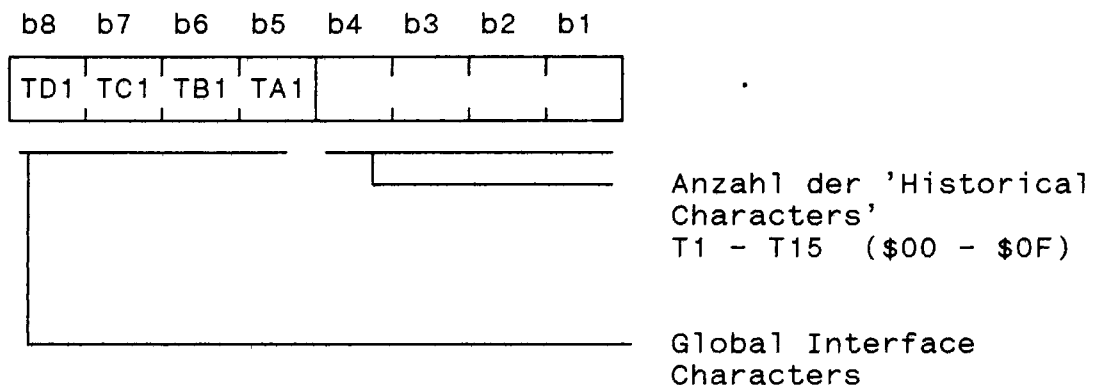 b8 b7 b6 b5 b4 b3 b2 b1
TD1 TC1 TB1 TA1
Anzahl der 'Historical
Characters'
T1 - T15 ($00 - $0F)
Global Interface
Characters